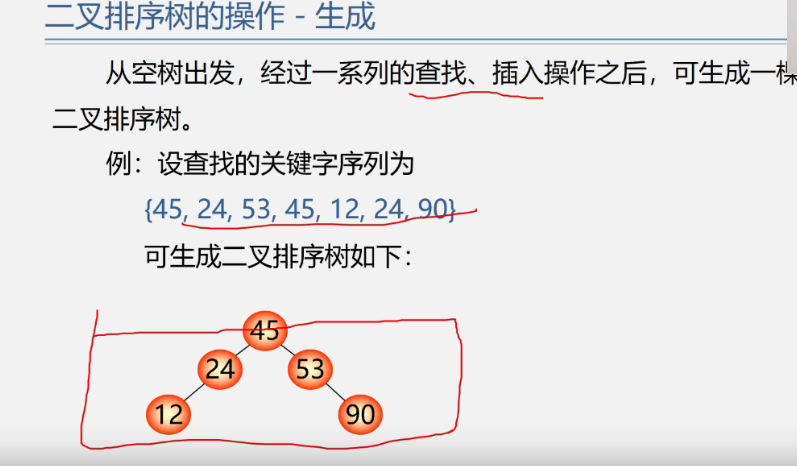 二叉排序树的操作 - 生成
从空树出发，经过一系列的查找、插入操作之后，可生成一棵
二叉排序树。
例：设查找的关键字序列为
{45, 24, 53, 45, 12, 24, 90}
可生成二叉排序树如下：
45
24 53
12 90